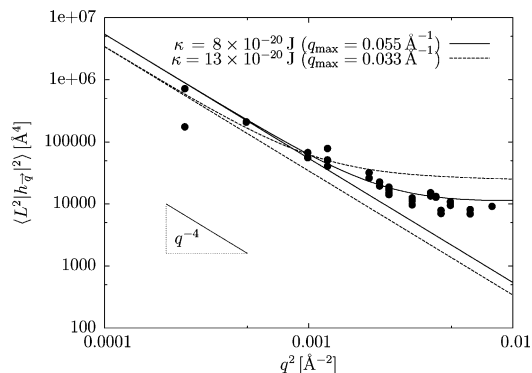 1e+07
1e+06
100000
10000
1000
100
0.0001
0.001
0.01
⟨L²|h_q⃗|²⟩ [Å⁴]
κ = 8 × 10⁻²⁰ J (q_max = 0.055 Å⁻¹)
κ = 13 × 10⁻²⁰ J (q_max = 0.033 Å⁻¹)
q⁻⁴
q² [Å⁻²]